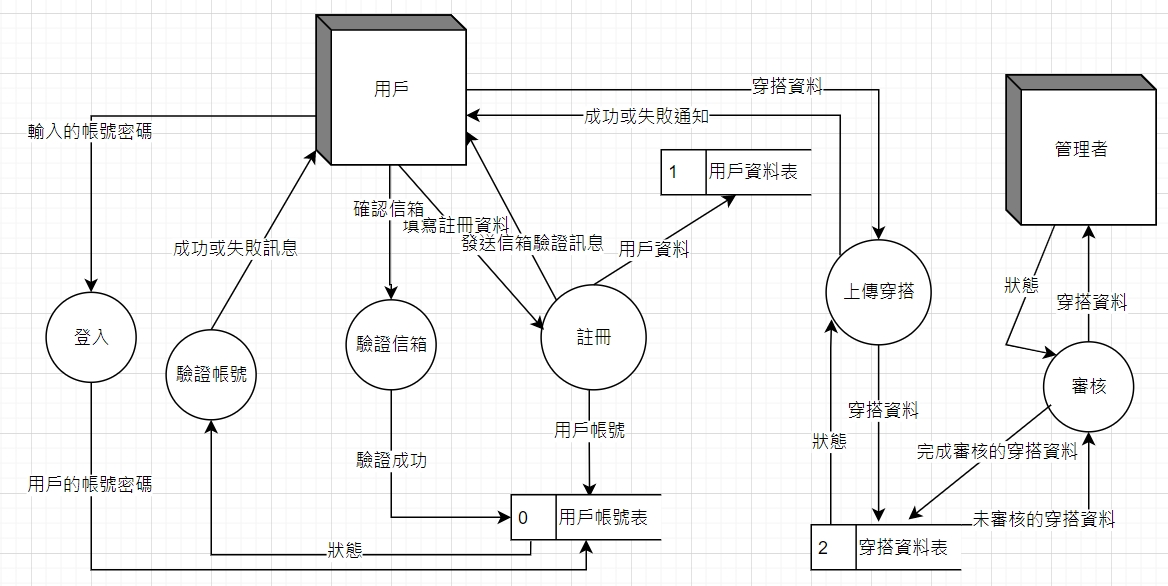 用戶
穿搭資料
成功或失敗通知
輸入的帳號密碼
管理者
1
用戶資料表
確認信箱
填寫註冊資料
發送信箱驗證訊息
成功或失敗訊息
用戶資料
狀態
穿搭資料
上傳穿搭
登入
驗證帳號
驗證信箱
註冊
審核
穿搭資料
用戶帳號
狀態
完成審核的穿搭資料
驗證成功
用戶的帳號密碼
0
用戶帳號表
未審核的穿搭資料
狀態
2
穿搭資料表